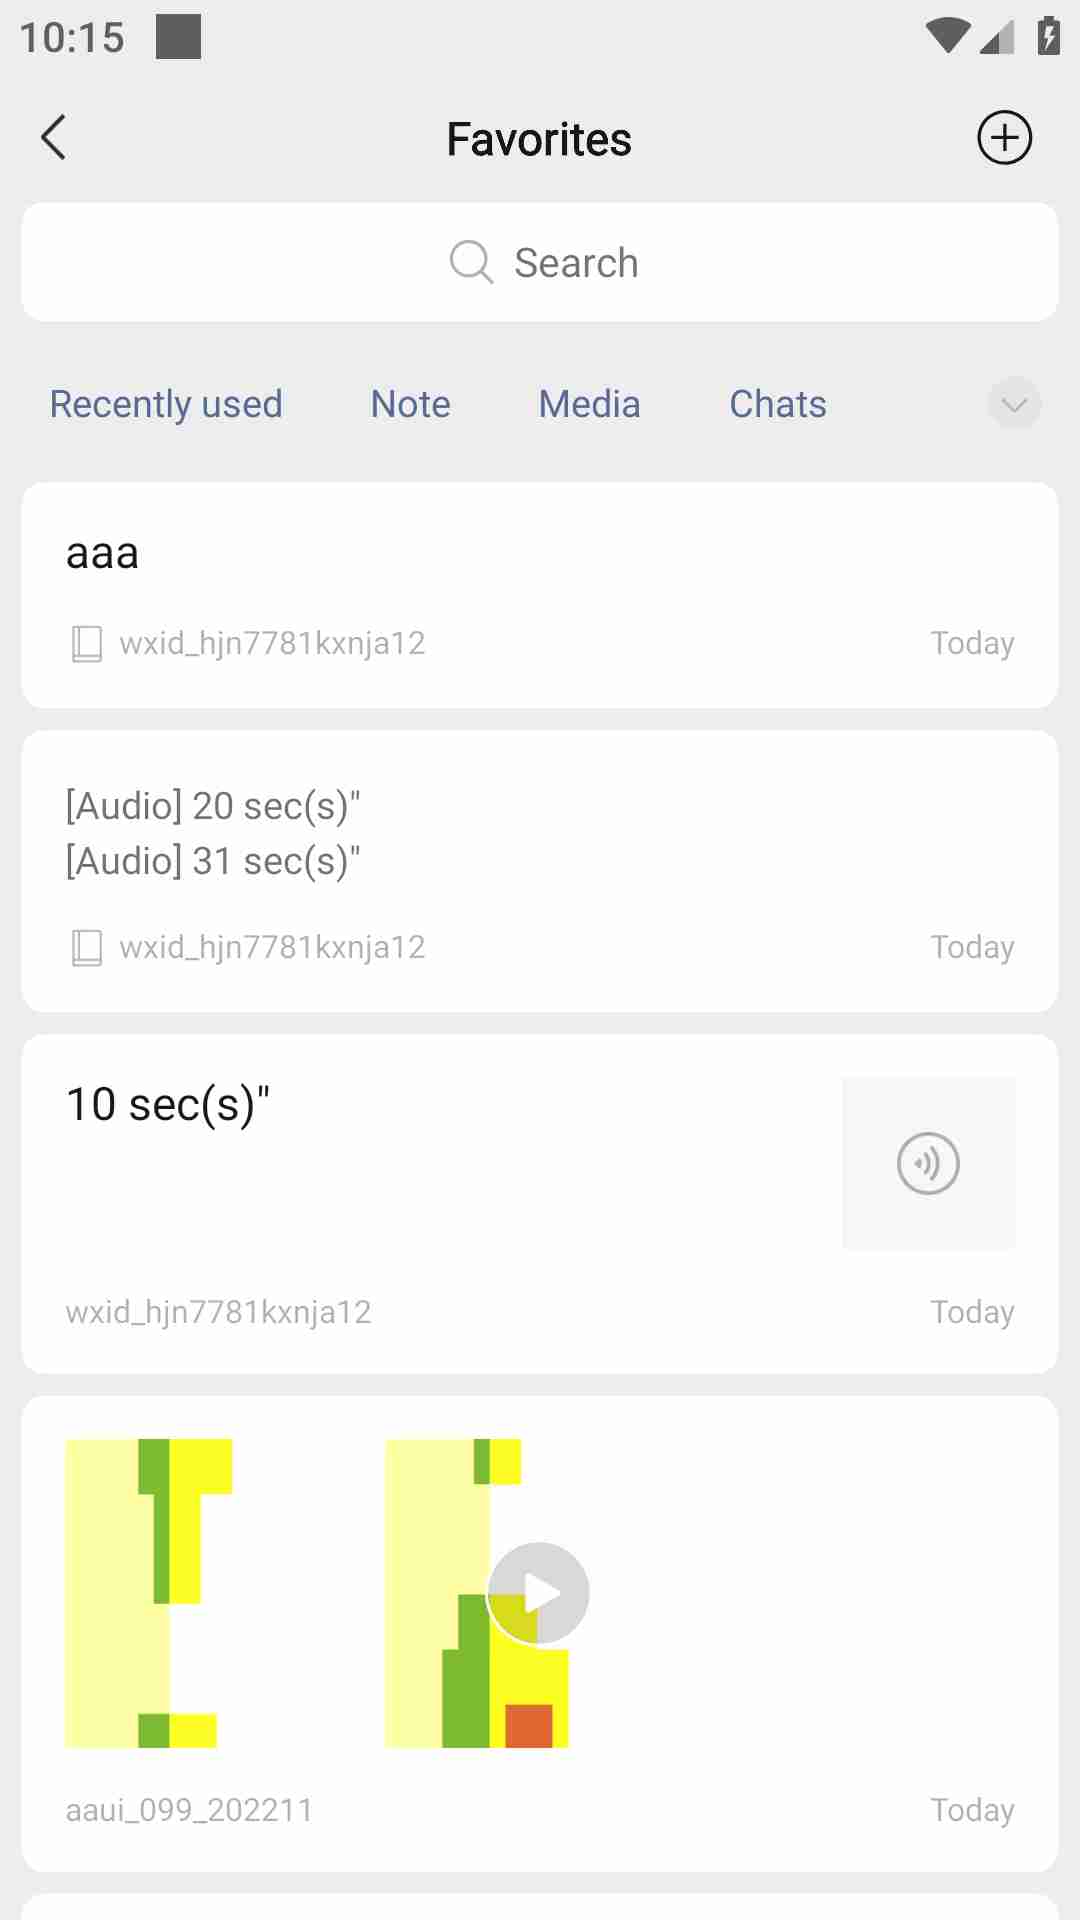 10:15
Favorites
Search
Recently used Note Media Chats
aaa
wxid_hjn7781kxnja12 Today
[Audio] 20 sec(s)"
[Audio] 31 sec(s)"
wxid_hjn7781kxnja12 Today
10 sec(s)"
wxid_hjn7781kxnja12 Today
aaui_099_202211 Today